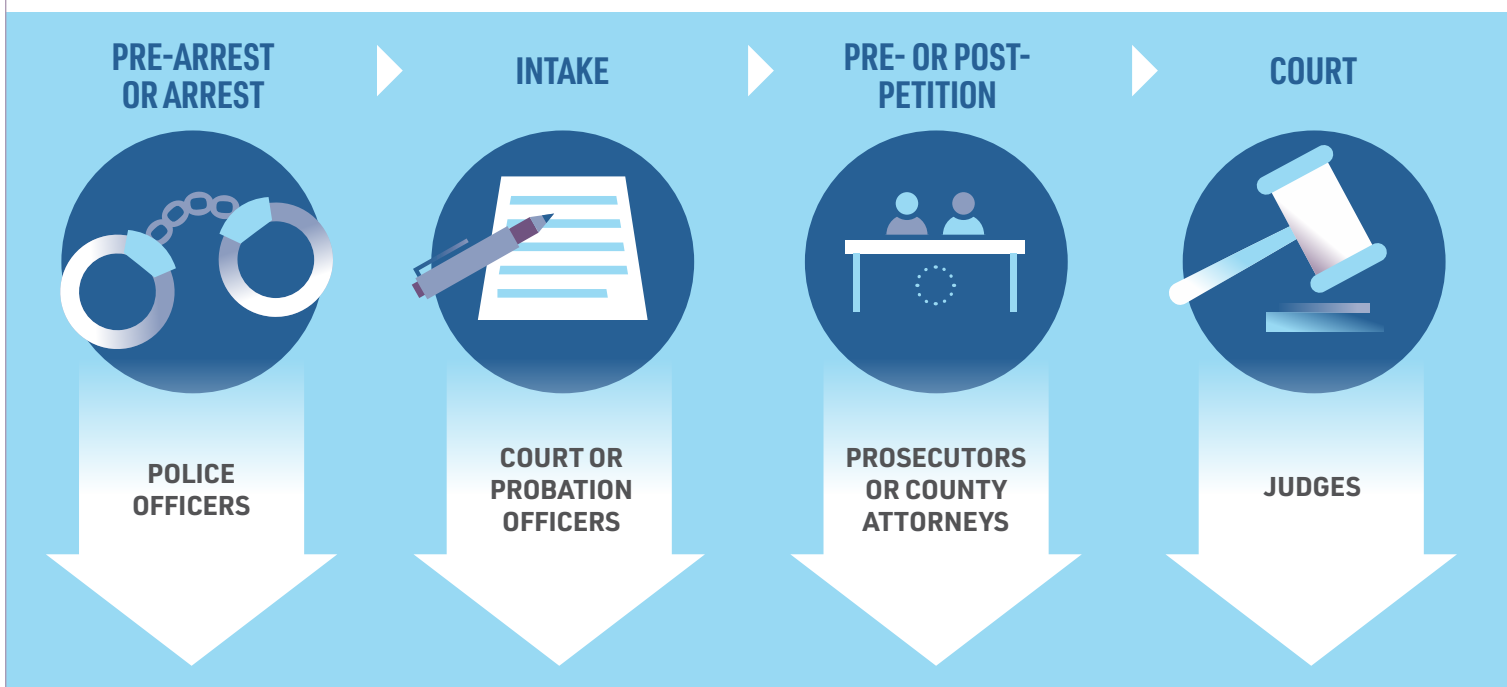 PRE-ARREST
OR ARREST
INTAKE
PRE- OR POST-
PETITION
COURT
POLICE
OFFICERS
COURT OR
PROBATION
OFFICERS
PROSECUTORS
OR COUNTY
ATTORNEYS
JUDGES